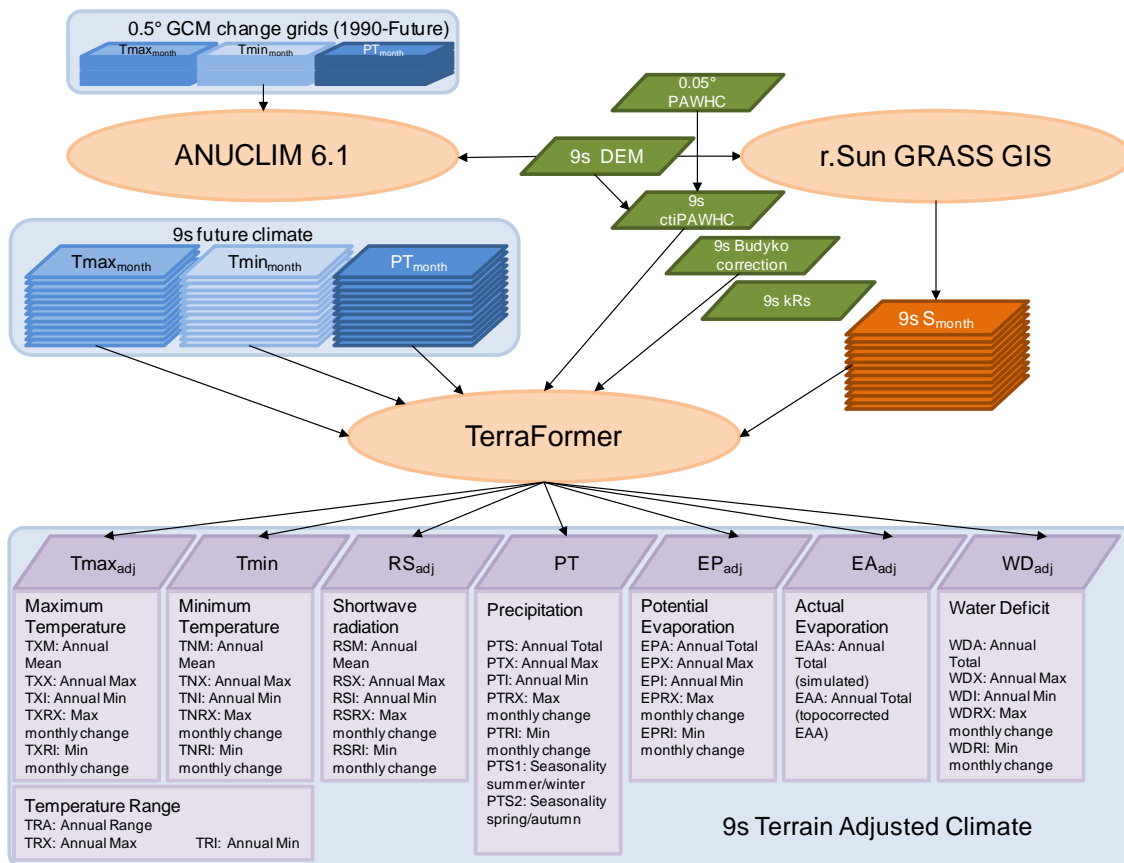 0.5° GCM change grids (1990-Future)
Tmaxmonth
Tminmonth
PTmonth
0.05°
PAWHC
ANUCLIM 6.1
9s DEM
r.Sun GRASS GIS
9s
ctiPAWHC
9s future climate
Tmaxmonth
Tminmonth
PTmonth
9s Budyko
correction
9s kRs
9s Smonth
TerraFormer
Tmaxadj
Tmin
RSadj
PT
EPadj
EAadj
WDadj
Maximum
Temperature
TXM: Annual
Mean
TXX: Annual Max
TXI: Annual Min
TXRX: Max
monthly change
TXRI: Min
monthly change
Minimum
Temperature
TNM: Annual
Mean
TNX: Annual Max
TNI: Annual Min
TNRX: Max
monthly change
TNRI: Min
monthly change
Shortwave
radiation
RSM: Annual
Mean
RSX: Annual Max
RSI: Annual Min
RSRX: Max
monthly change
RSRI: Min
monthly change
Precipitation
PTS: Annual Total
PTX: Annual Max
PTI: Annual Min
PTRX: Max
monthly change
PTRI: Min
monthly change
PTS1: Seasonality
summer/winter
PTS2: Seasonality
spring/autumn
Potential
Evaporation
EPA: Annual Total
EPX: Annual Max
EPI: Annual Min
EPRX: Max
monthly change
EPRI: Min
monthly change
Actual
Evaporation
EAAs: Annual
Total
(simulated)
EAA: Annual Total
(topocorrected
EAA)
Water Deficit
WDA: Annual
Total
WDX: Annual Max
WDI: Annual Min
WDRX: Max
monthly change
WDRI: Min
monthly change
Temperature Range
TRA: Annual Range
TRX: Annual Max TRI: Annual Min
9s Terrain Adjusted Climate